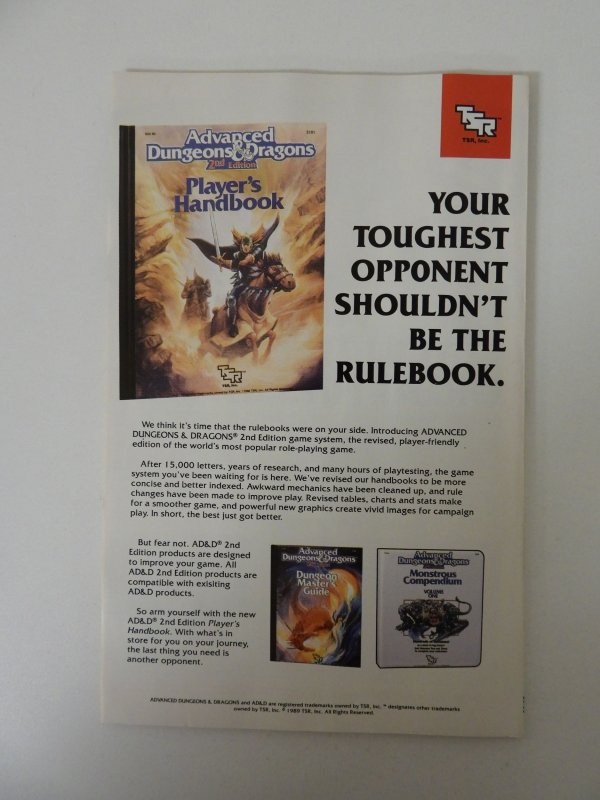 TSR
TSR, Inc.
Advanced
Dungeons & Dragons
2nd Edition
Player's
Handbook
TSR
TSR, Inc.
YOUR
TOUGHEST
OPPONENT
SHOULDN'T
BE THE
RULEBOOK.
We think it's time that the rulebooks were on your side. Introducing ADVANCED
DUNGEONS & DRAGONS® 2nd Edition game system, the revised, player-friendly
edition of the world's most popular role-playing game.
After 15,000 letters, years of research, and many hours of playtesting, the game
system you've been waiting for is here. We've revised our handbooks to be more
concise and better indexed. Awkward mechanics have been cleaned up, and rule
changes have been made to improve play. Revised tables, charts and stats make
for a smoother game, and powerful new graphics create vivid images for campaign
play. In short, the best just got better.
But fear not. AD&D® 2nd
Edition products are designed
to improve your game. All
AD&D 2nd Edition products are
compatible with exisiting
AD&D products.
So arm yourself with the new
AD&D® 2nd Edition Player's
Handbook. With what's in
store for you on your journey,
the last thing you need is
another opponent.
Advanced
Dungeons & Dragons
Dungeon
Master's
Guide
Advanced
Dungeons & Dragons
Monstrous
Compendium
VOLUME
ONE
ADVANCED DUNGEONS & DRAGONS and AD&D are registered trademarks owned by TSR, Inc. ™ designates other trademarks
owned by TSR, Inc. © 1989 TSR, Inc. All Rights Reserved.